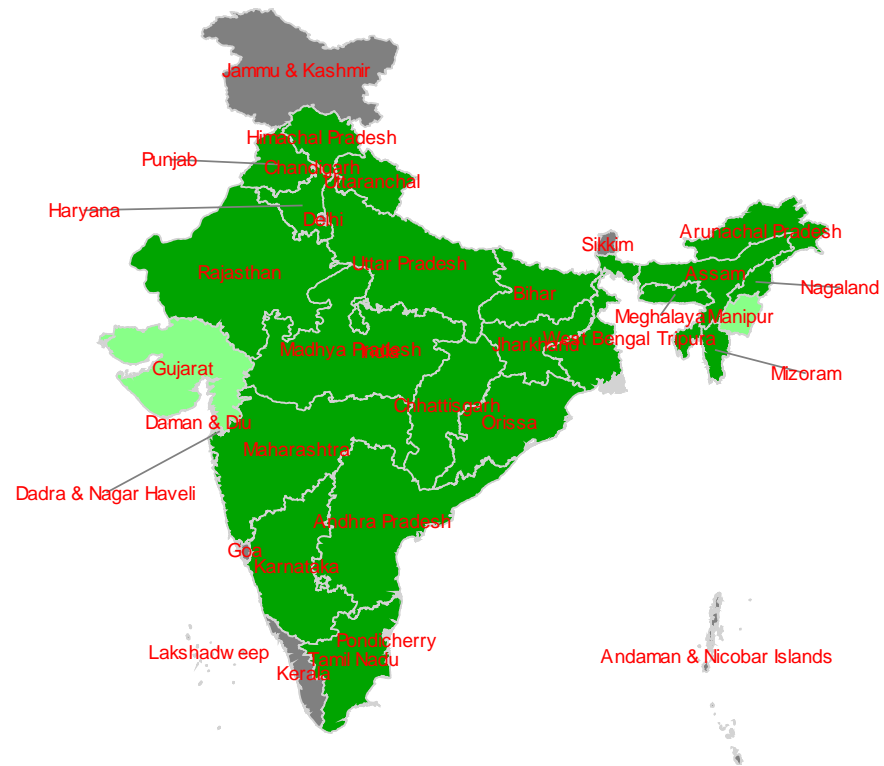 Jammu & Kashmir
Himachal Pradesh
Punjab
Chandigarh
Uttaranchal
Haryana
Delhi
Arunachal Pradesh
Sikkim
Uttar Pradesh
Rajasthan
Assam
Nagaland
Bihar
Meghalaya
Manipur
West Bengal
Tripura
Jharkhand
Madhya Pradesh
India
Gujarat
Mizoram
Chhattisgarh
Orissa
Daman & Diu
Maharashtra
Dadra & Nagar Haveli
Andhra Pradesh
Goa
Karnataka
Pondicherry
Lakshadweep
Tamil Nadu
Andaman & Nicobar Islands
Kerala